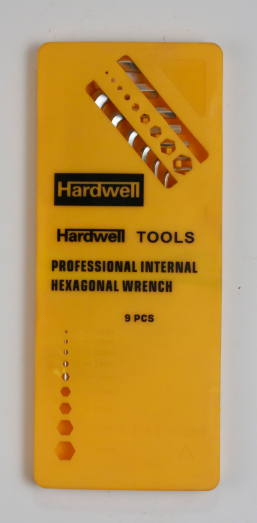 Hardwell
Hardwell TOOLS
PROFESSIONAL INTERNAL
HEXAGONAL WRENCH
9 PCS